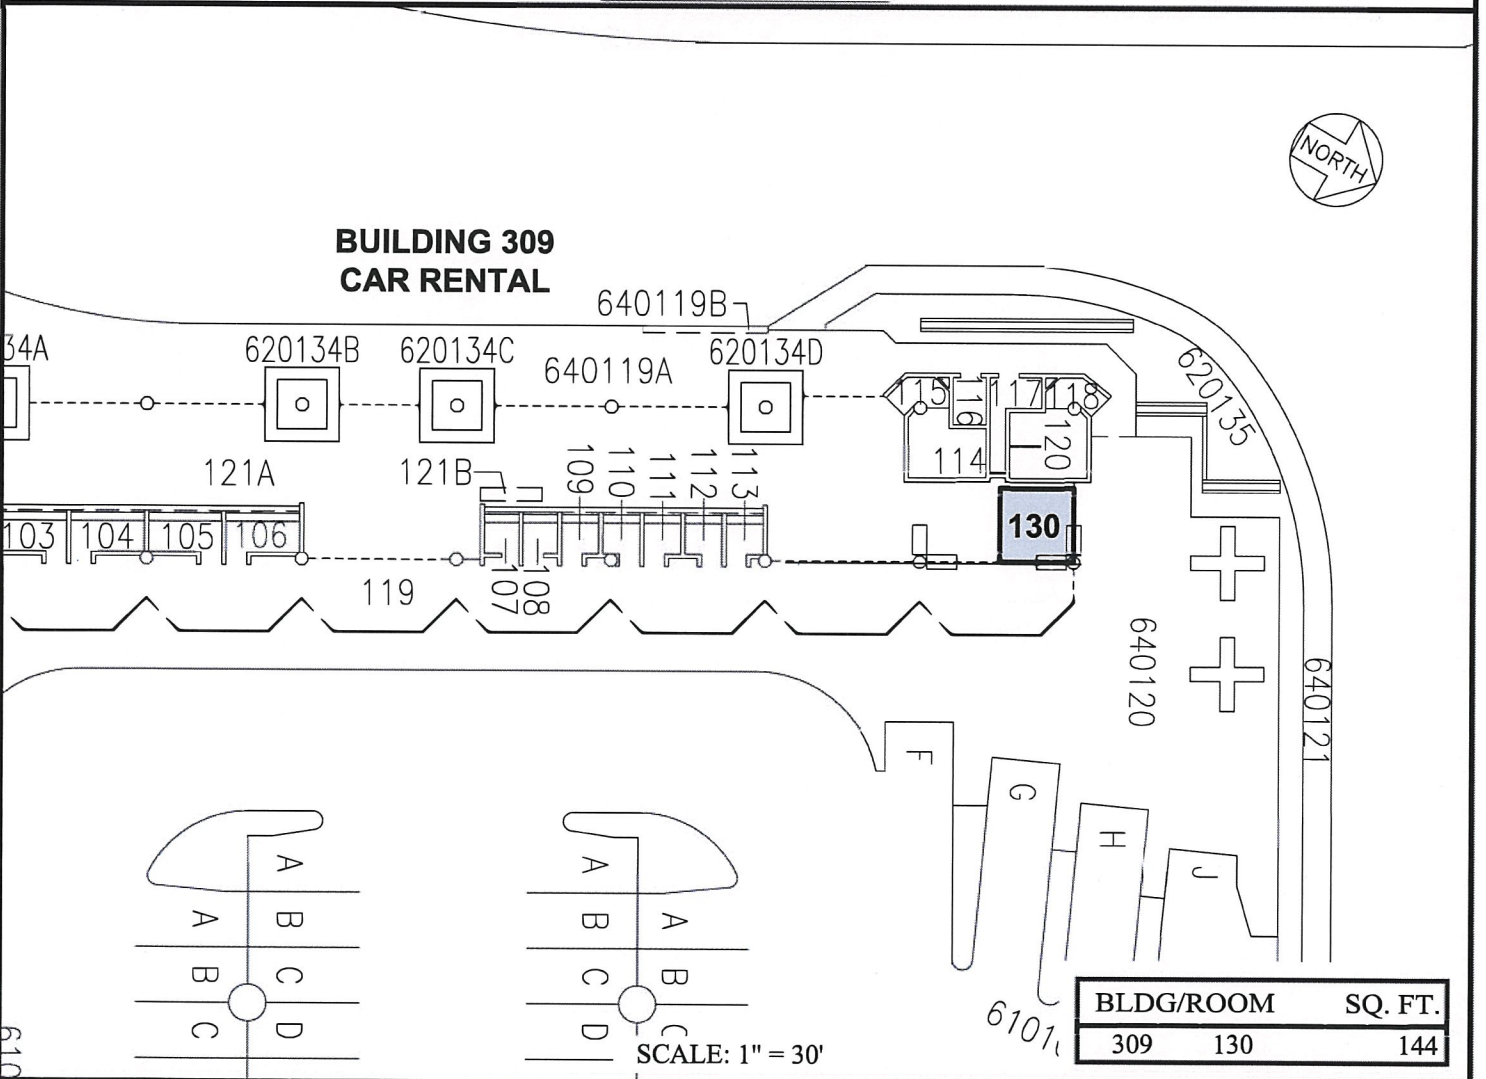 NORTH
BUILDING 309
CAR RENTAL
640119B
34A
620134B
620134C
640119A
620134D
620135
115
116
117
118
114
120
121A
121B
109
110
111
112
113
103
104
105
106
107
108
130
119
640120
640121
F
G
H
J
A
A
B
B
C
C
D
A
B
A
C
B
D
C
SCALE: 1" = 30'
BLDG/ROOM SQ. FT.
309 130 144